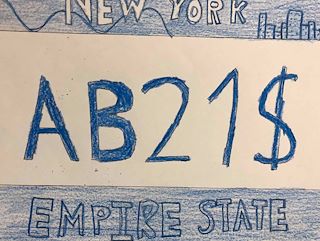 NEW YORK
AB21$
EMPIRE STATE